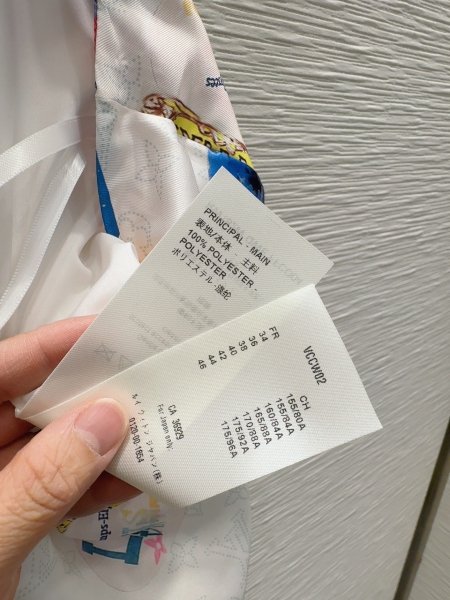 PRINCIPAL - MAIN
表地/本体 主料
100% POLYESTER -
POLYESTER
ポリエステル-涤纶
VCCW02
FR CH
34 155/80A
36 155/84A
38 160/84A
40 165/88A
42 170/88A
44 175/92A
46 175/96A
CA 36929
For Japan only
ルイ ヴィトン ジャパン(株)
0120-00-1854